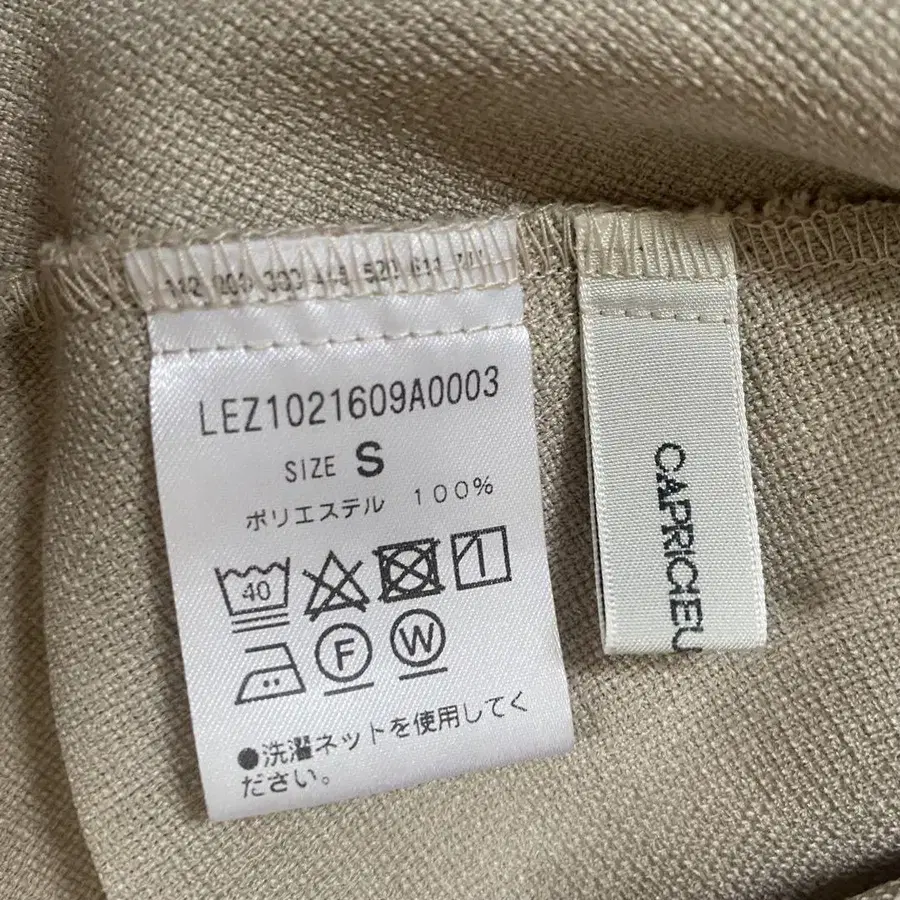 LEZ1021609A0003
SIZE S
ポリエステル 100%
40
F W
●洗濯ネットを使用してく
ださい。
CAPRICIEU